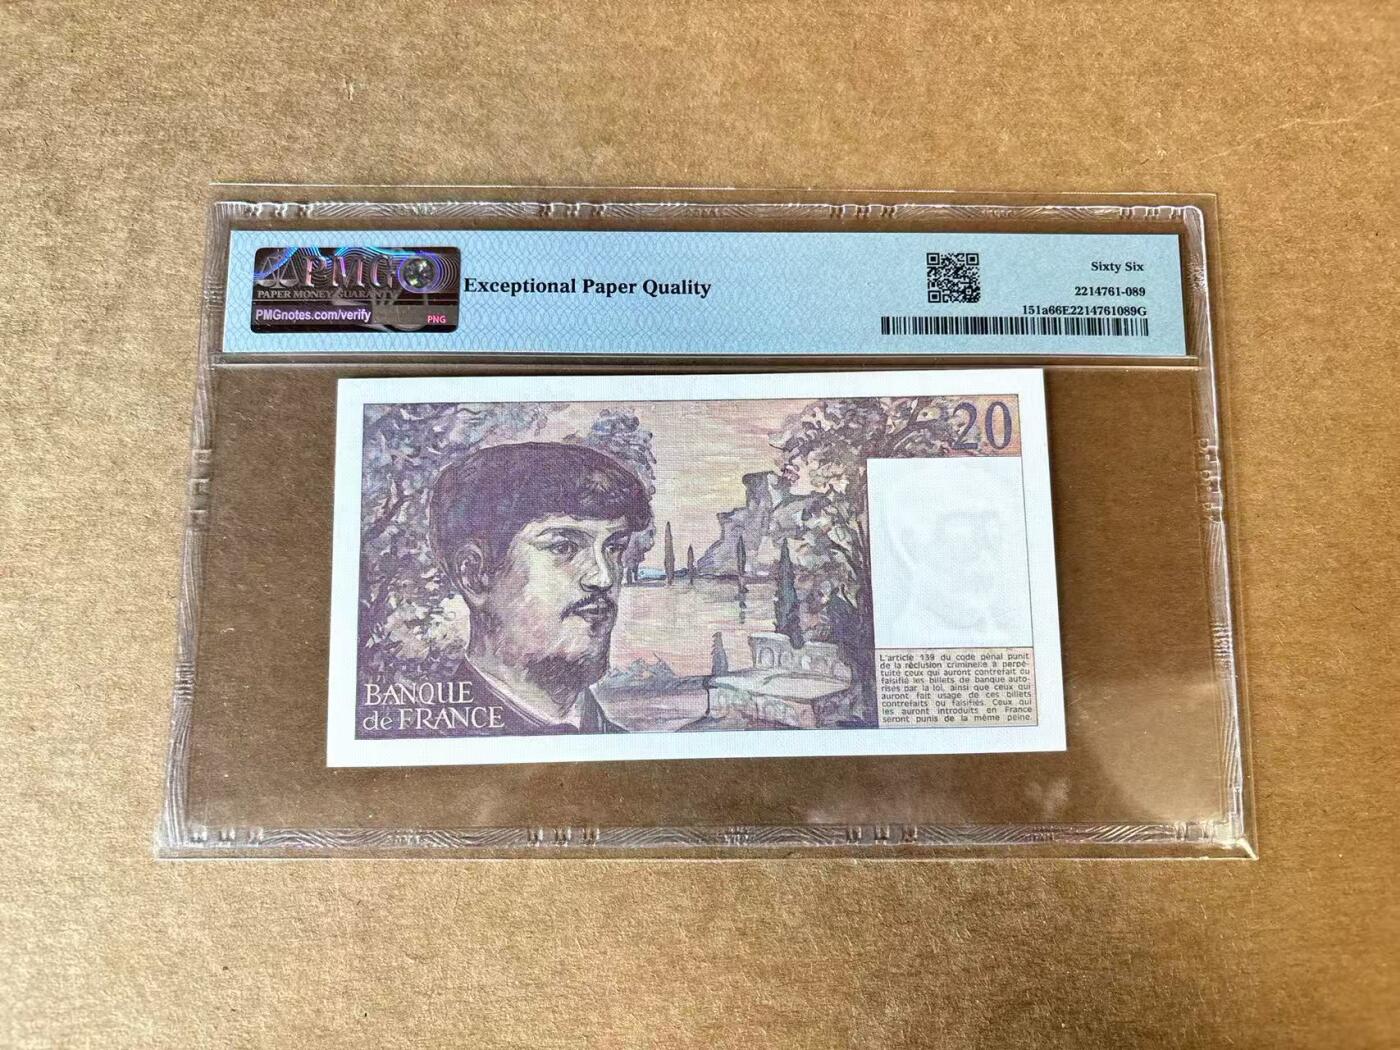 PMG
PAPER MONEY GUARANTY
PMGnotes.com/verify
PNG
Exceptional Paper Quality
Sixty Six
2214761-089
151a66E2214761089G
20
BANQUE
de FRANCE
L'article 139 du code pénal punit
de la réclusion criminelle à perpé-
tuité ceux qui auront contrefait ou
falsifié les billets de banque auto-
risés par la loi, ainsi que ceux qui
auront fait usage de ces billets
contrefaits ou falsifiés. Ceux qui
les auront introduits en France
seront punis de la même peine.